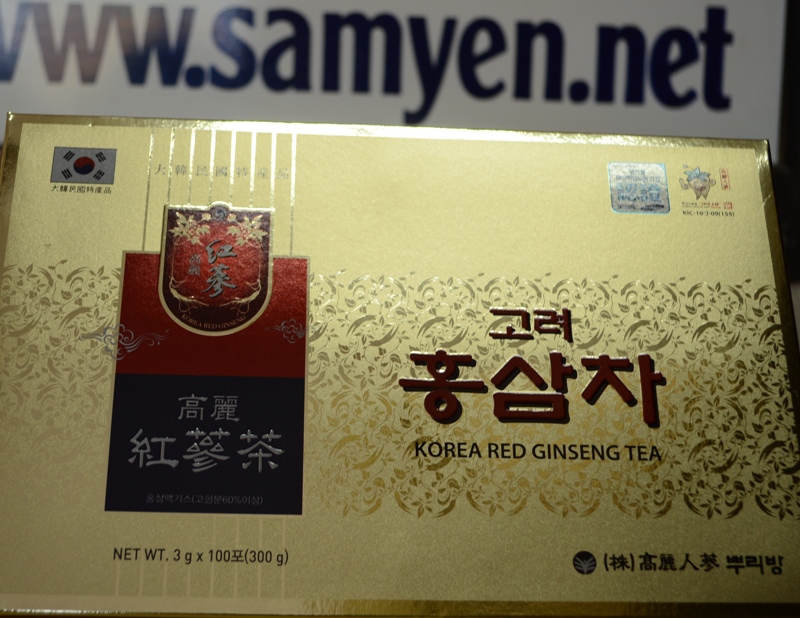 www.samyen.net
大韓民國特産品
大韓民國特産品
KIC-10-J-09(155)
紅蔘
高麗
KOREA RED GINSENG
고려
홍삼차
KOREA RED GINSENG TEA
高麗
紅蔘茶
홍삼엑기스(고형분60%이상)
NET WT. 3 g x 100포(300 g)
(株)高麗人蔘 뿌리방